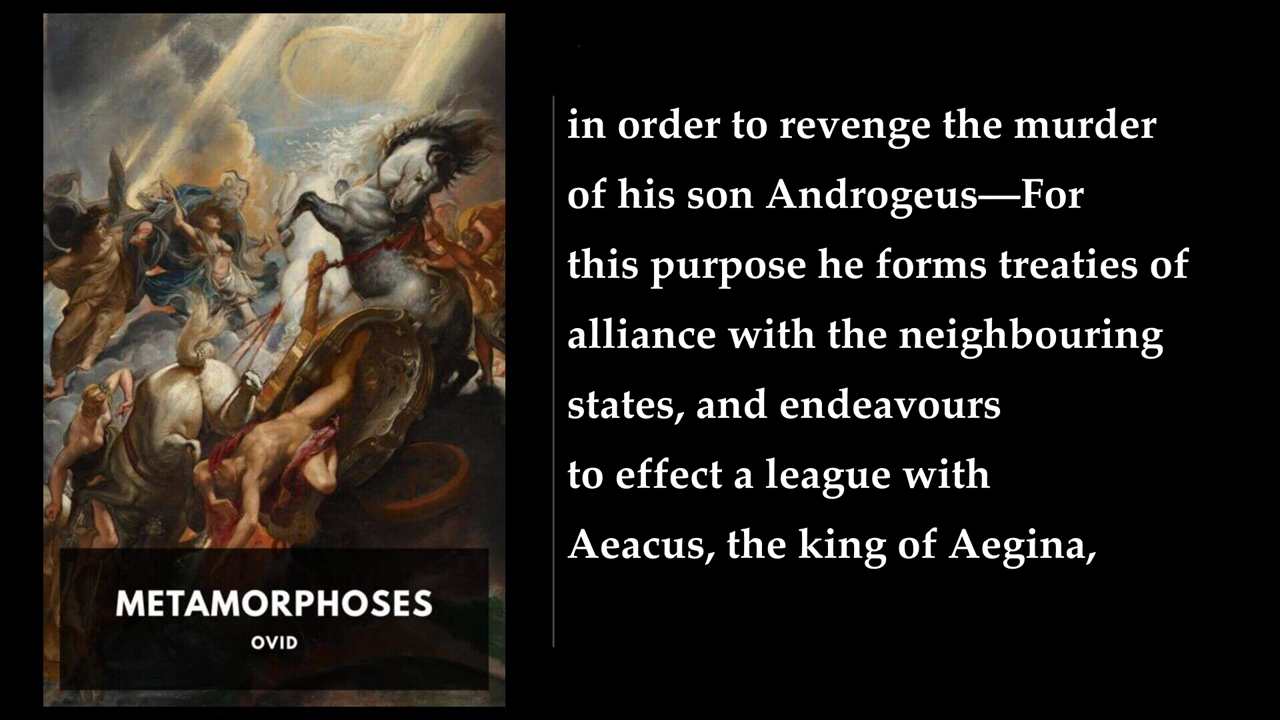 METAMORPHOSES
OVID
in order to revenge the murder
of his son Androgeus—For
this purpose he forms treaties of
alliance with the neighbouring
states, and endeavours
to effect a league with
Aeacus, the king of Aegina,